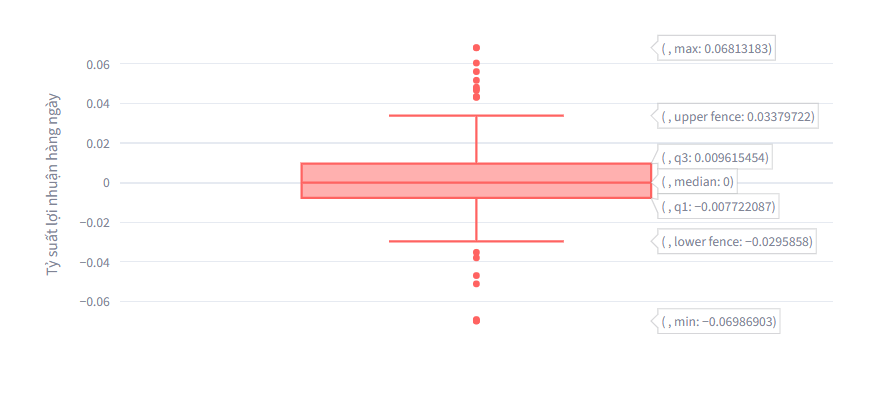 Tỷ suất lợi nhuận hàng ngày
0.06
0.04
0.02
0
−0.02
−0.04
−0.06
( , max: 0.06813183)
( , upper fence: 0.03379722)
( , q3: 0.009615454)
( , median: 0)
( , q1: −0.007722087)
( , lower fence: −0.0295858)
( , min: −0.06986903)